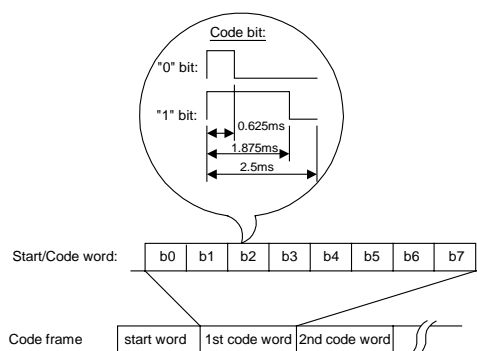 Code bit:
"0" bit:
"1" bit:
0.625ms
1.875ms
2.5ms
Start/Code word: b0 b1 b2 b3 b4 b5 b6 b7
Code frame start word 1st code word 2nd code word